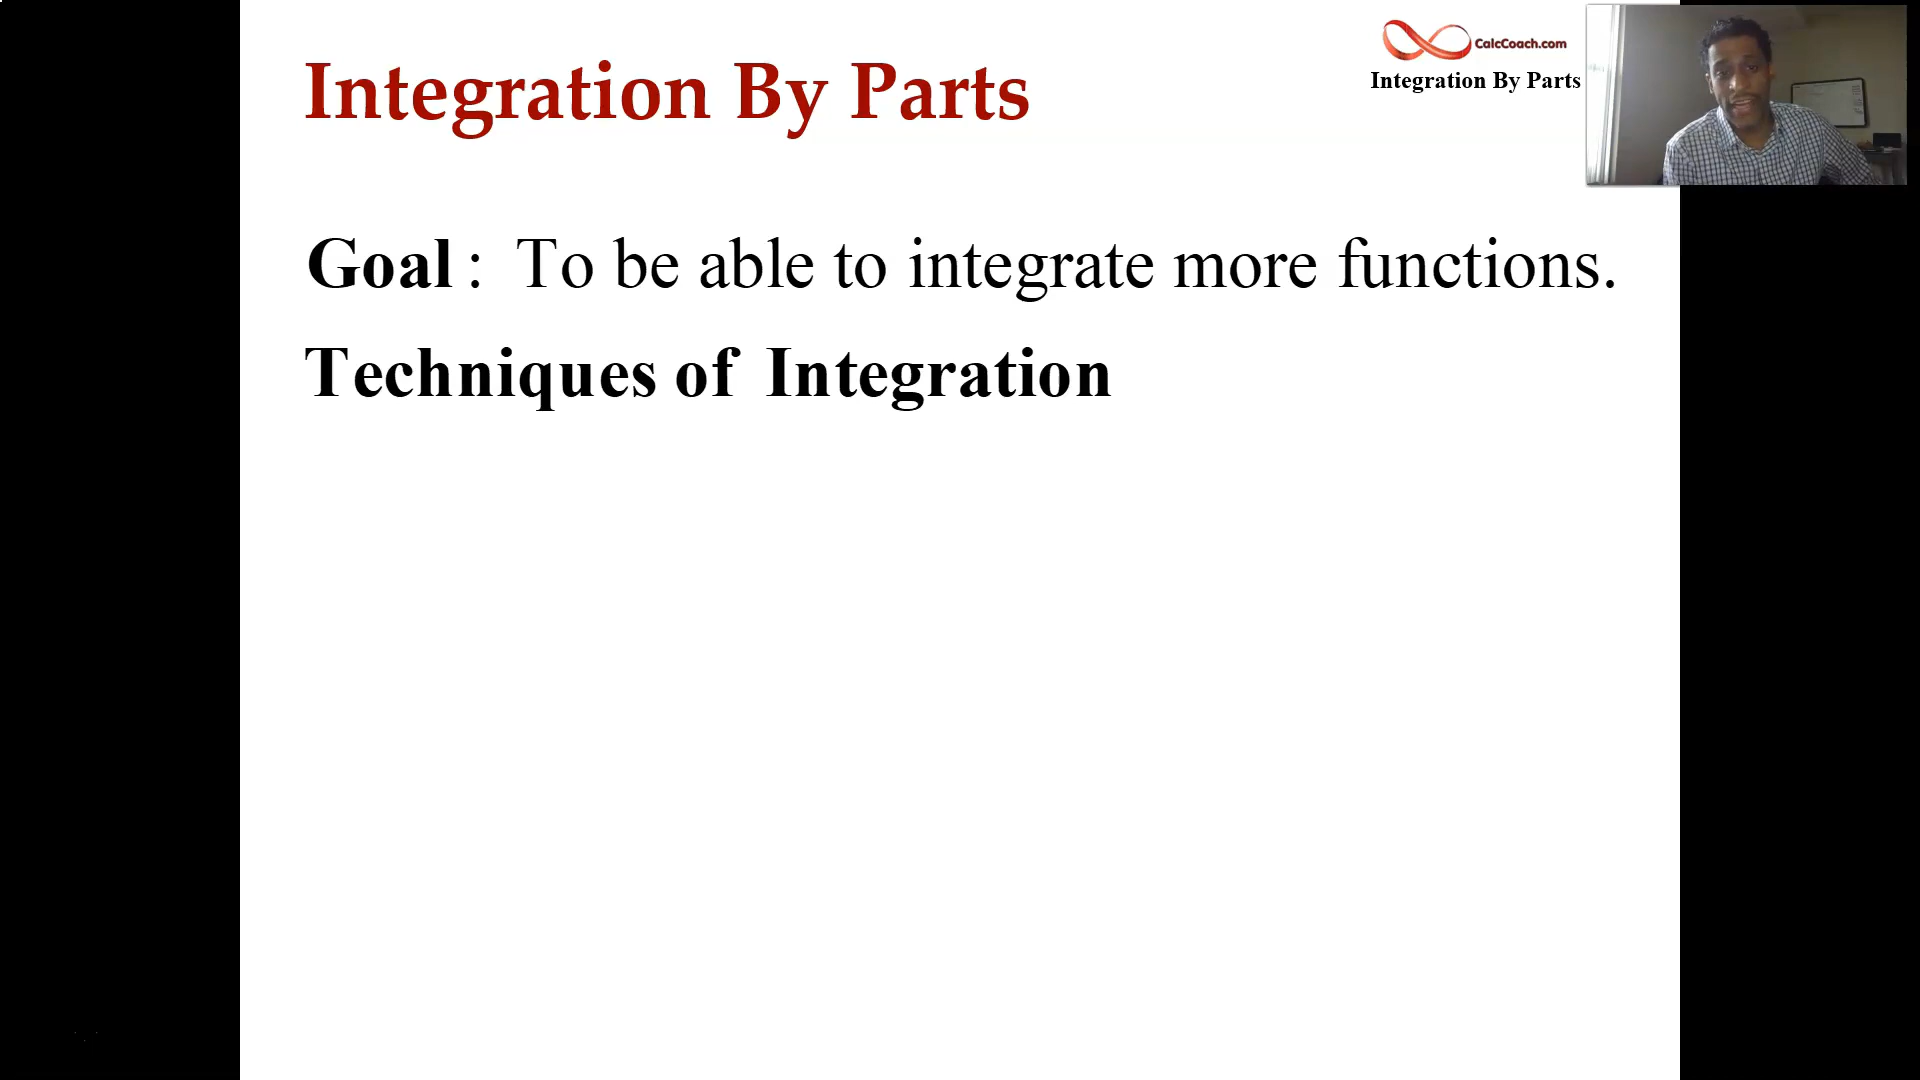 Integration By Parts
CalcCoach.com
Integration By Parts
Goal : To be able to integrate more functions.
Techniques of Integration